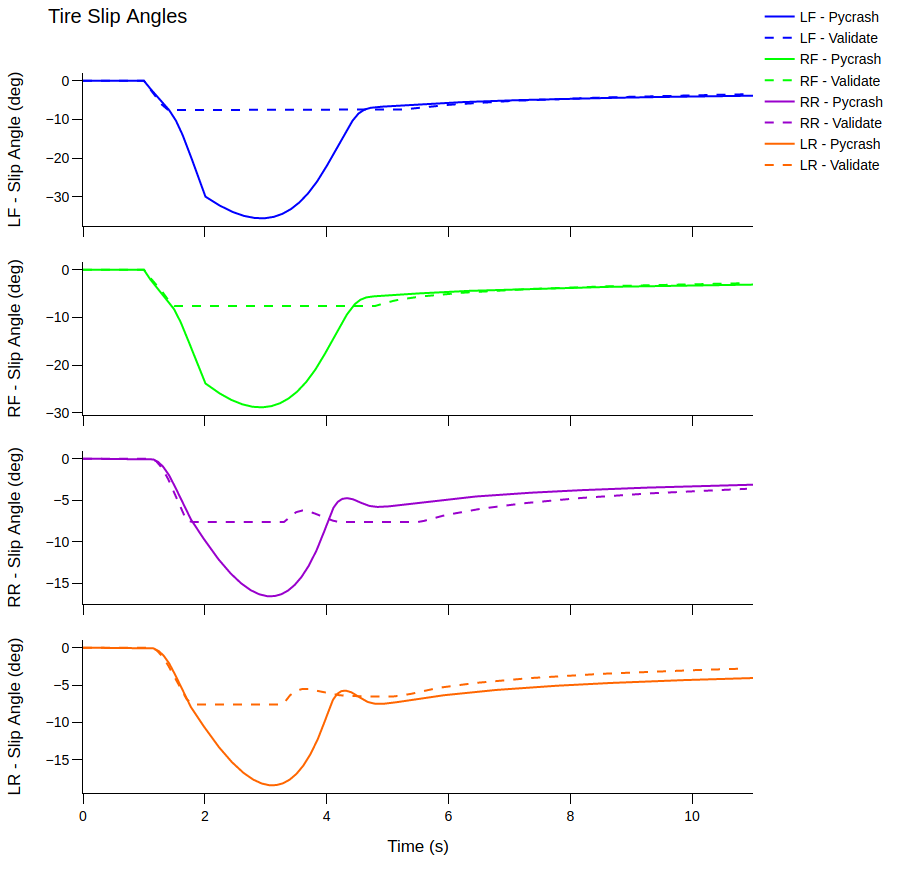 Tire Slip Angles
LF - Pycrash
LF - Validate
RF - Pycrash
RF - Validate
RR - Pycrash
RR - Validate
LR - Pycrash
LR - Validate
LF - Slip Angle (deg)
0
−10
−20
−30
RF - Slip Angle (deg)
0
−10
−20
−30
RR - Slip Angle (deg)
0
−5
−10
−15
LR - Slip Angle (deg)
0
−5
−10
−15
0 2 4 6 8 10
Time (s)